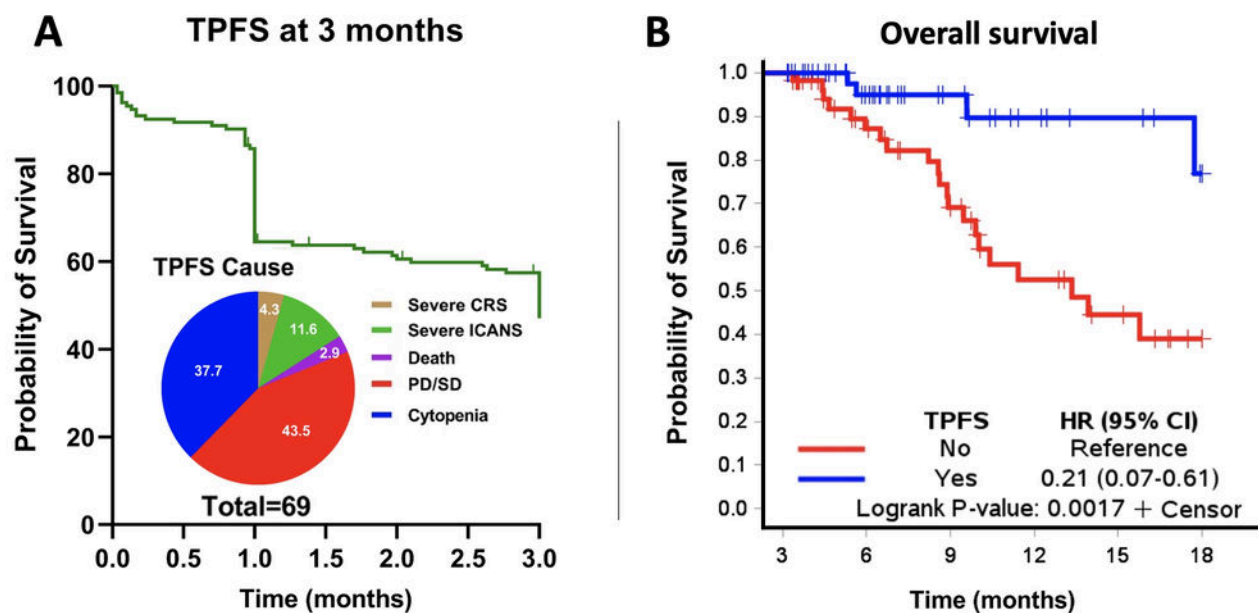 A
TPFS at 3 months
Probability of Survival
100
80
60
40
20
0
0.0 0.5 1.0 1.5 2.0 2.5 3.0
Time (months)
TPFS Cause
4.3
11.6
2.9
43.5
37.7
Severe CRS
Severe ICANS
Death
PD/SD
Cytopenia
Total=69
B
Overall survival
Probability of Survival
1.0
0.9
0.8
0.7
0.6
0.5
0.4
0.3
0.2
0.1
0.0
TPFS HR (95% CI)
No Reference
Yes 0.21 (0.07-0.61)
Logrank P-value: 0.0017 + Censor
3 6 9 12 15 18
Time (months)